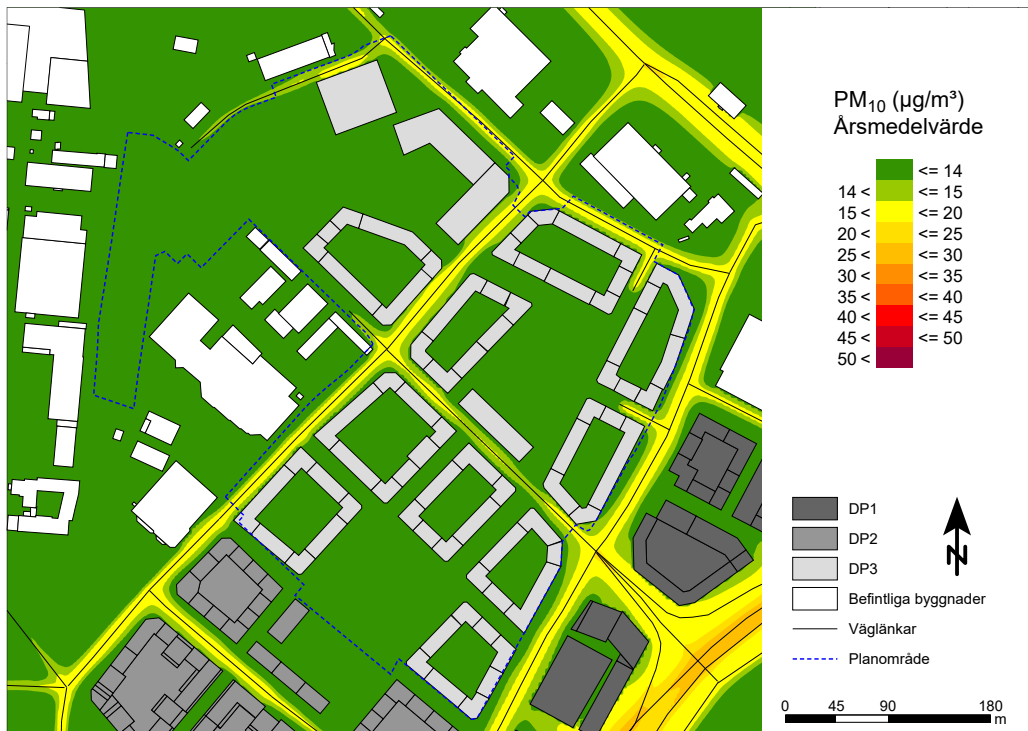 PM₁₀ (µg/m³)
Årsmedelvärde
<= 14
14 < <= 15
15 < <= 20
20 < <= 25
25 < <= 30
30 < <= 35
35 < <= 40
40 < <= 45
45 < <= 50
50 <
DP1
DP2
DP3
N
Befintliga byggnader
Väglänkar
Planområde
0 45 90 180
m